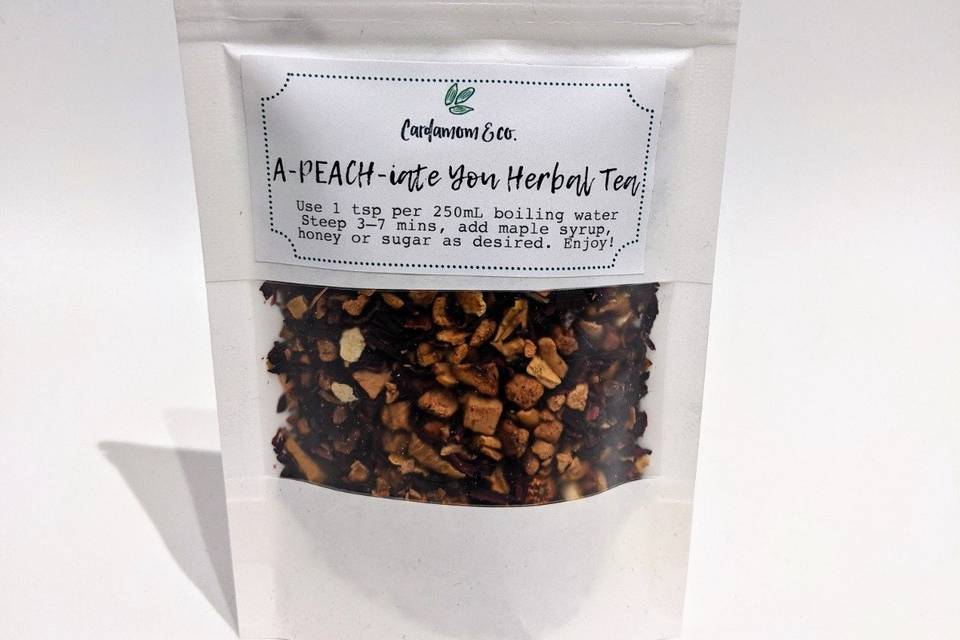 Cardamom & co.
A-PEACH-iate You Herbal Tea
Use 1 tsp per 250mL boiling water
Steep 3–7 mins, add maple syrup,
honey or sugar as desired. Enjoy!